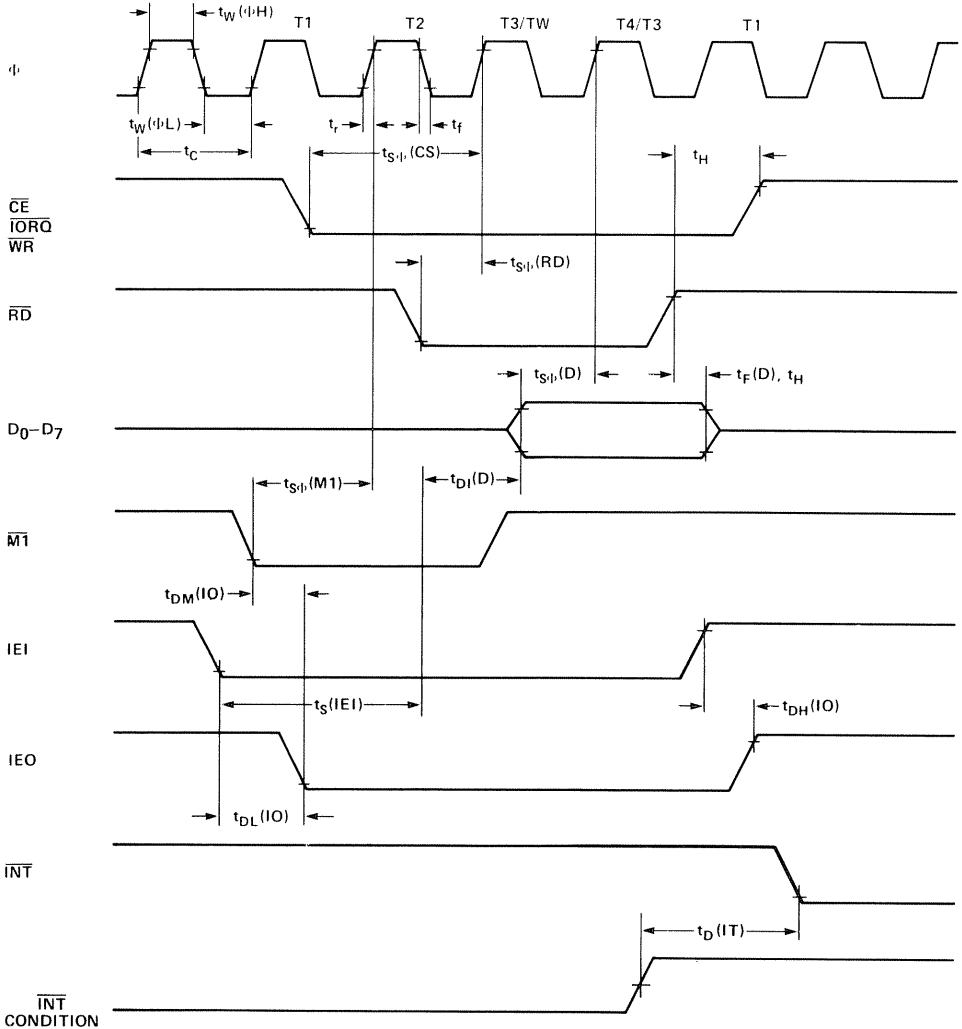 tW(ΦH) T1 T2 T3/TW T4/T3 T1
Φ
tW(ΦL) tr tf
tC tSΦ(CS) tH
CE
IORQ
WR
tSΦ(RD)
RD
tSΦ(D) tF(D), tH
D0–D7
tSΦ(M1) tDI(D)
M1
tDM(IO)
IEI
tS(IEI) tDH(IO)
IEO
tDL(IO)
INT
tD(IT)
INT
CONDITION